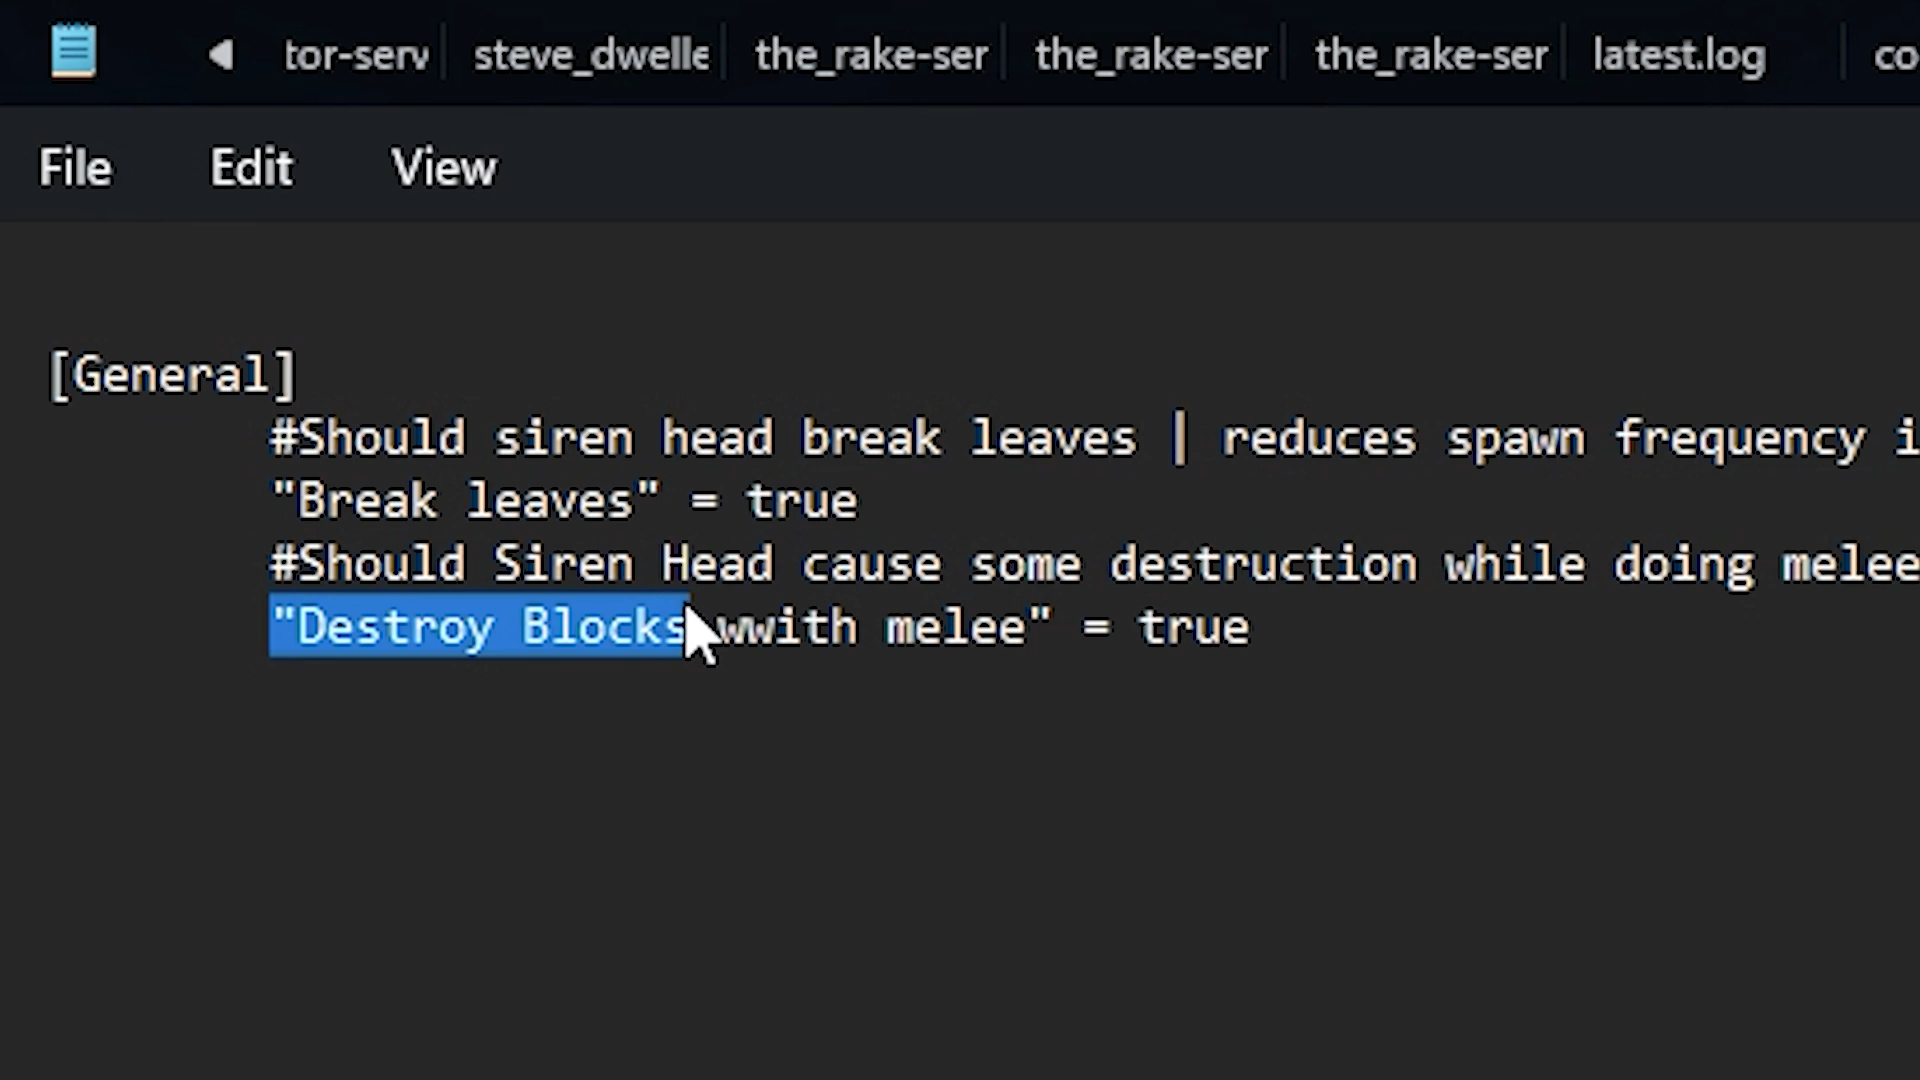 tor-serv steve_dwelle the_rake-ser the_rake-ser the_rake-ser latest.log co
File Edit View
[General]
#Should siren head break leaves | reduces spawn frequency i
"Break leaves" = true
#Should Siren Head cause some destruction while doing melee
"Destroy Blocks wwith melee" = true